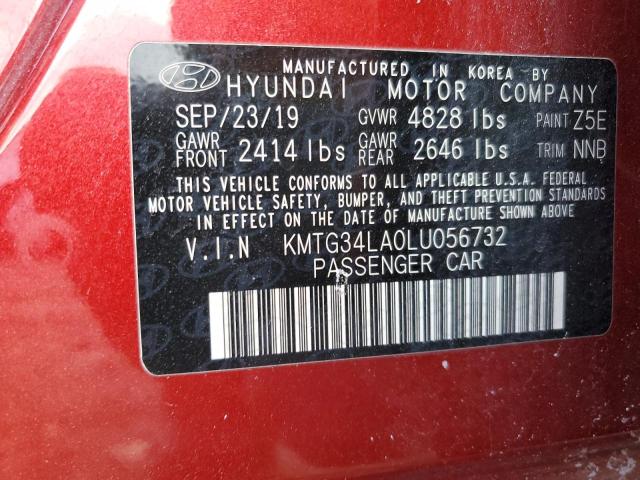 MANUFACTURED IN KOREA BY
HYUNDAI MOTOR COMPANY
SEP/23/19 GVWR 4828 lbs PAINT Z5E
GAWR FRONT 2414 lbs GAWR REAR 2646 lbs TRIM NNB
THIS VEHICLE CONFORMS TO ALL APPLICABLE U.S.A. FEDERAL
MOTOR VEHICLE SAFETY, BUMPER, AND THEFT PREVENTION STANDARDS
IN EFFECT ON THE DATE OF MANUFACTURE SHOWN ABOVE
V.I.N KMTG34LA0LU056732
PASSENGER CAR